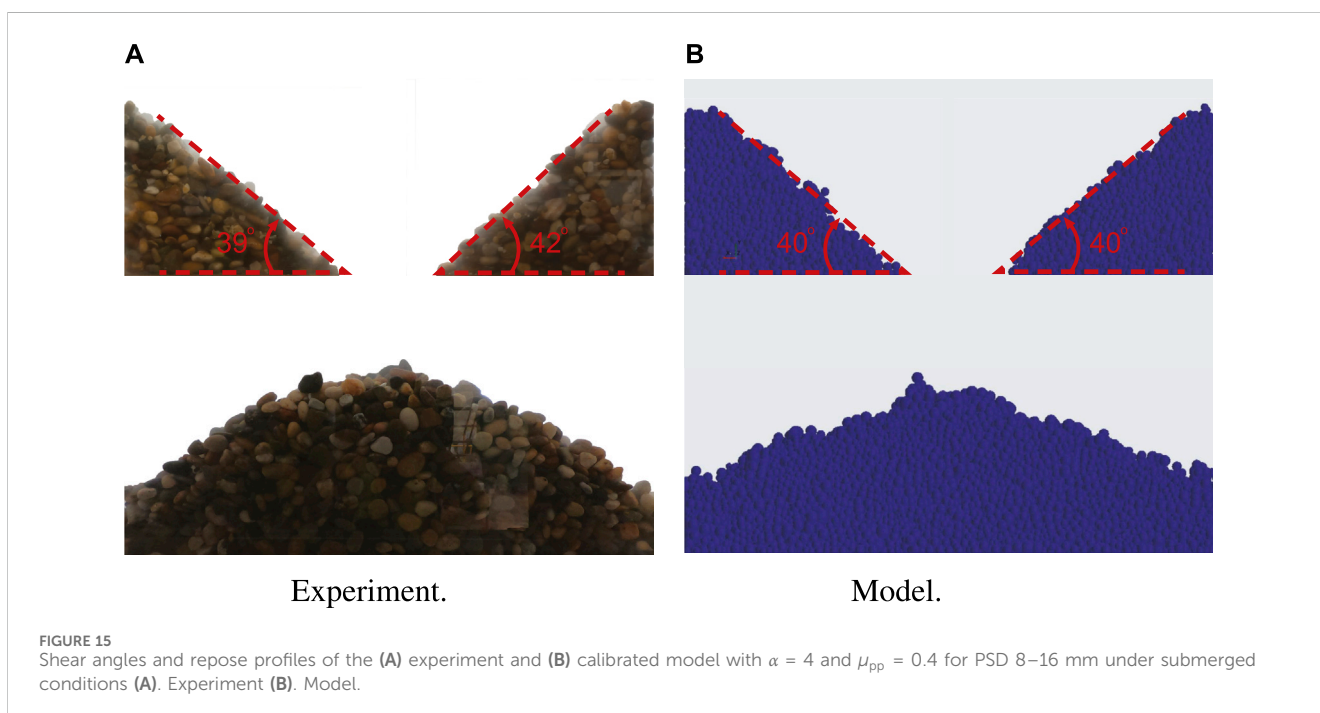 A
B
39°
42°
40°
40°
Experiment.
Model.
FIGURE 15
Shear angles and repose profiles of the (A) experiment and (B) calibrated model with α = 4 and μpp = 0.4 for PSD 8–16 mm under submerged
conditions (A). Experiment (B). Model.